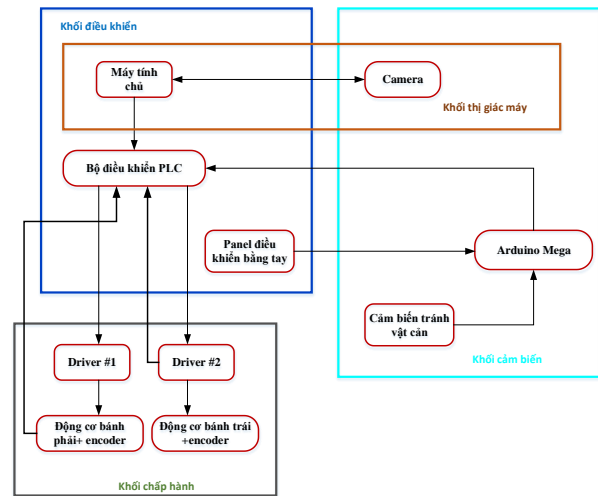 Khối điều khiển
Máy tính
chủ
Camera
Khối thị giác máy
Bộ điều khiển PLC
Panel điều
khiển bằng tay
Arduino Mega
Cảm biến tránh
vật cản
Khối cảm biến
Driver #1
Driver #2
Động cơ bánh
phải+ encoder
Động cơ bánh trái
+encoder
Khối chấp hành